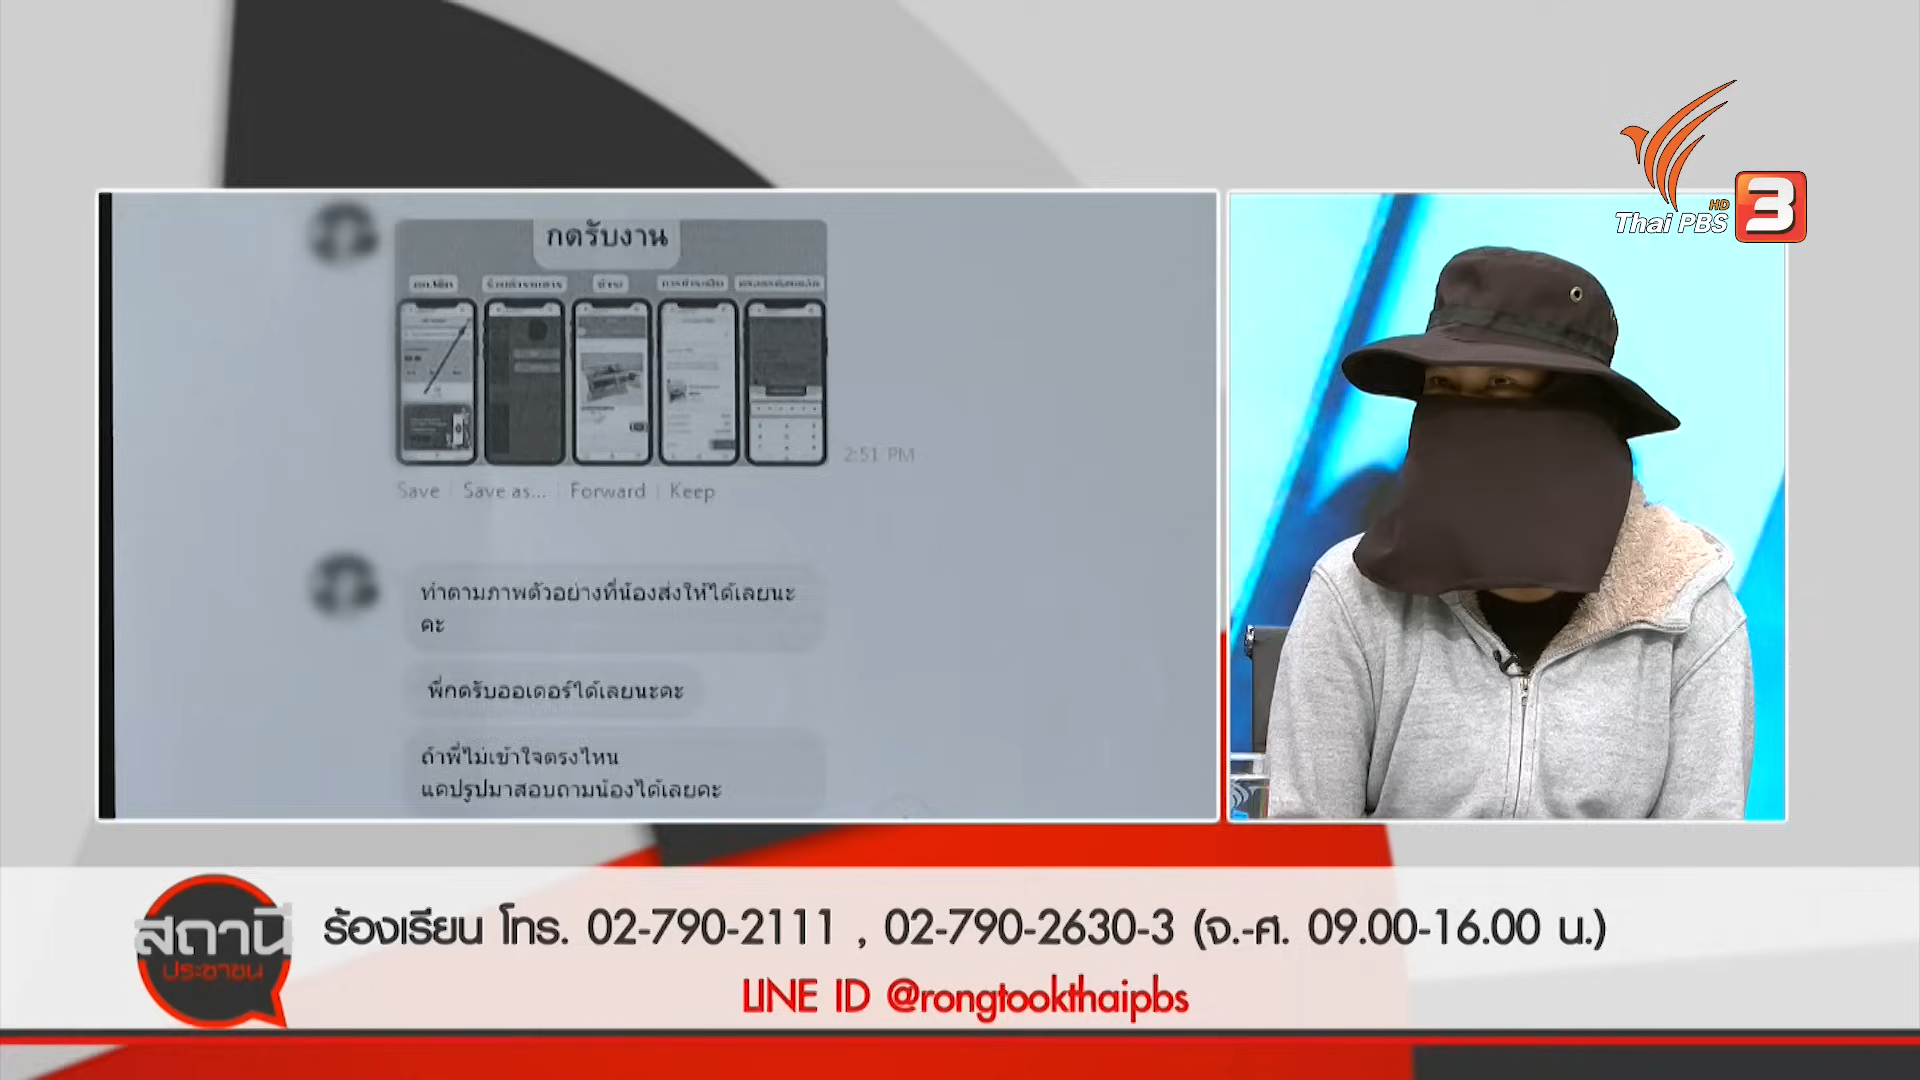 HD
Thai PBS
3
กดรับงาน
2:51 PM
Save
Save as...
Forward
Keep
ทำตามภาพตัวอย่างที่น้องส่งให้ได้เลยนะ
คะ
พี่กดรับออเดอร์ได้เลยนะคะ
ถ้าพี่ไม่เข้าใจตรงไหน
แคปรูปมาสอบถามน้องได้เลยคะ
สถานี
ประชาชน
ร้องเรียน โทร. 02-790-2111 , 02-790-2630-3 (จ.-ศ. 09.00-16.00 น.)
LINE ID @rongtookthaipbs